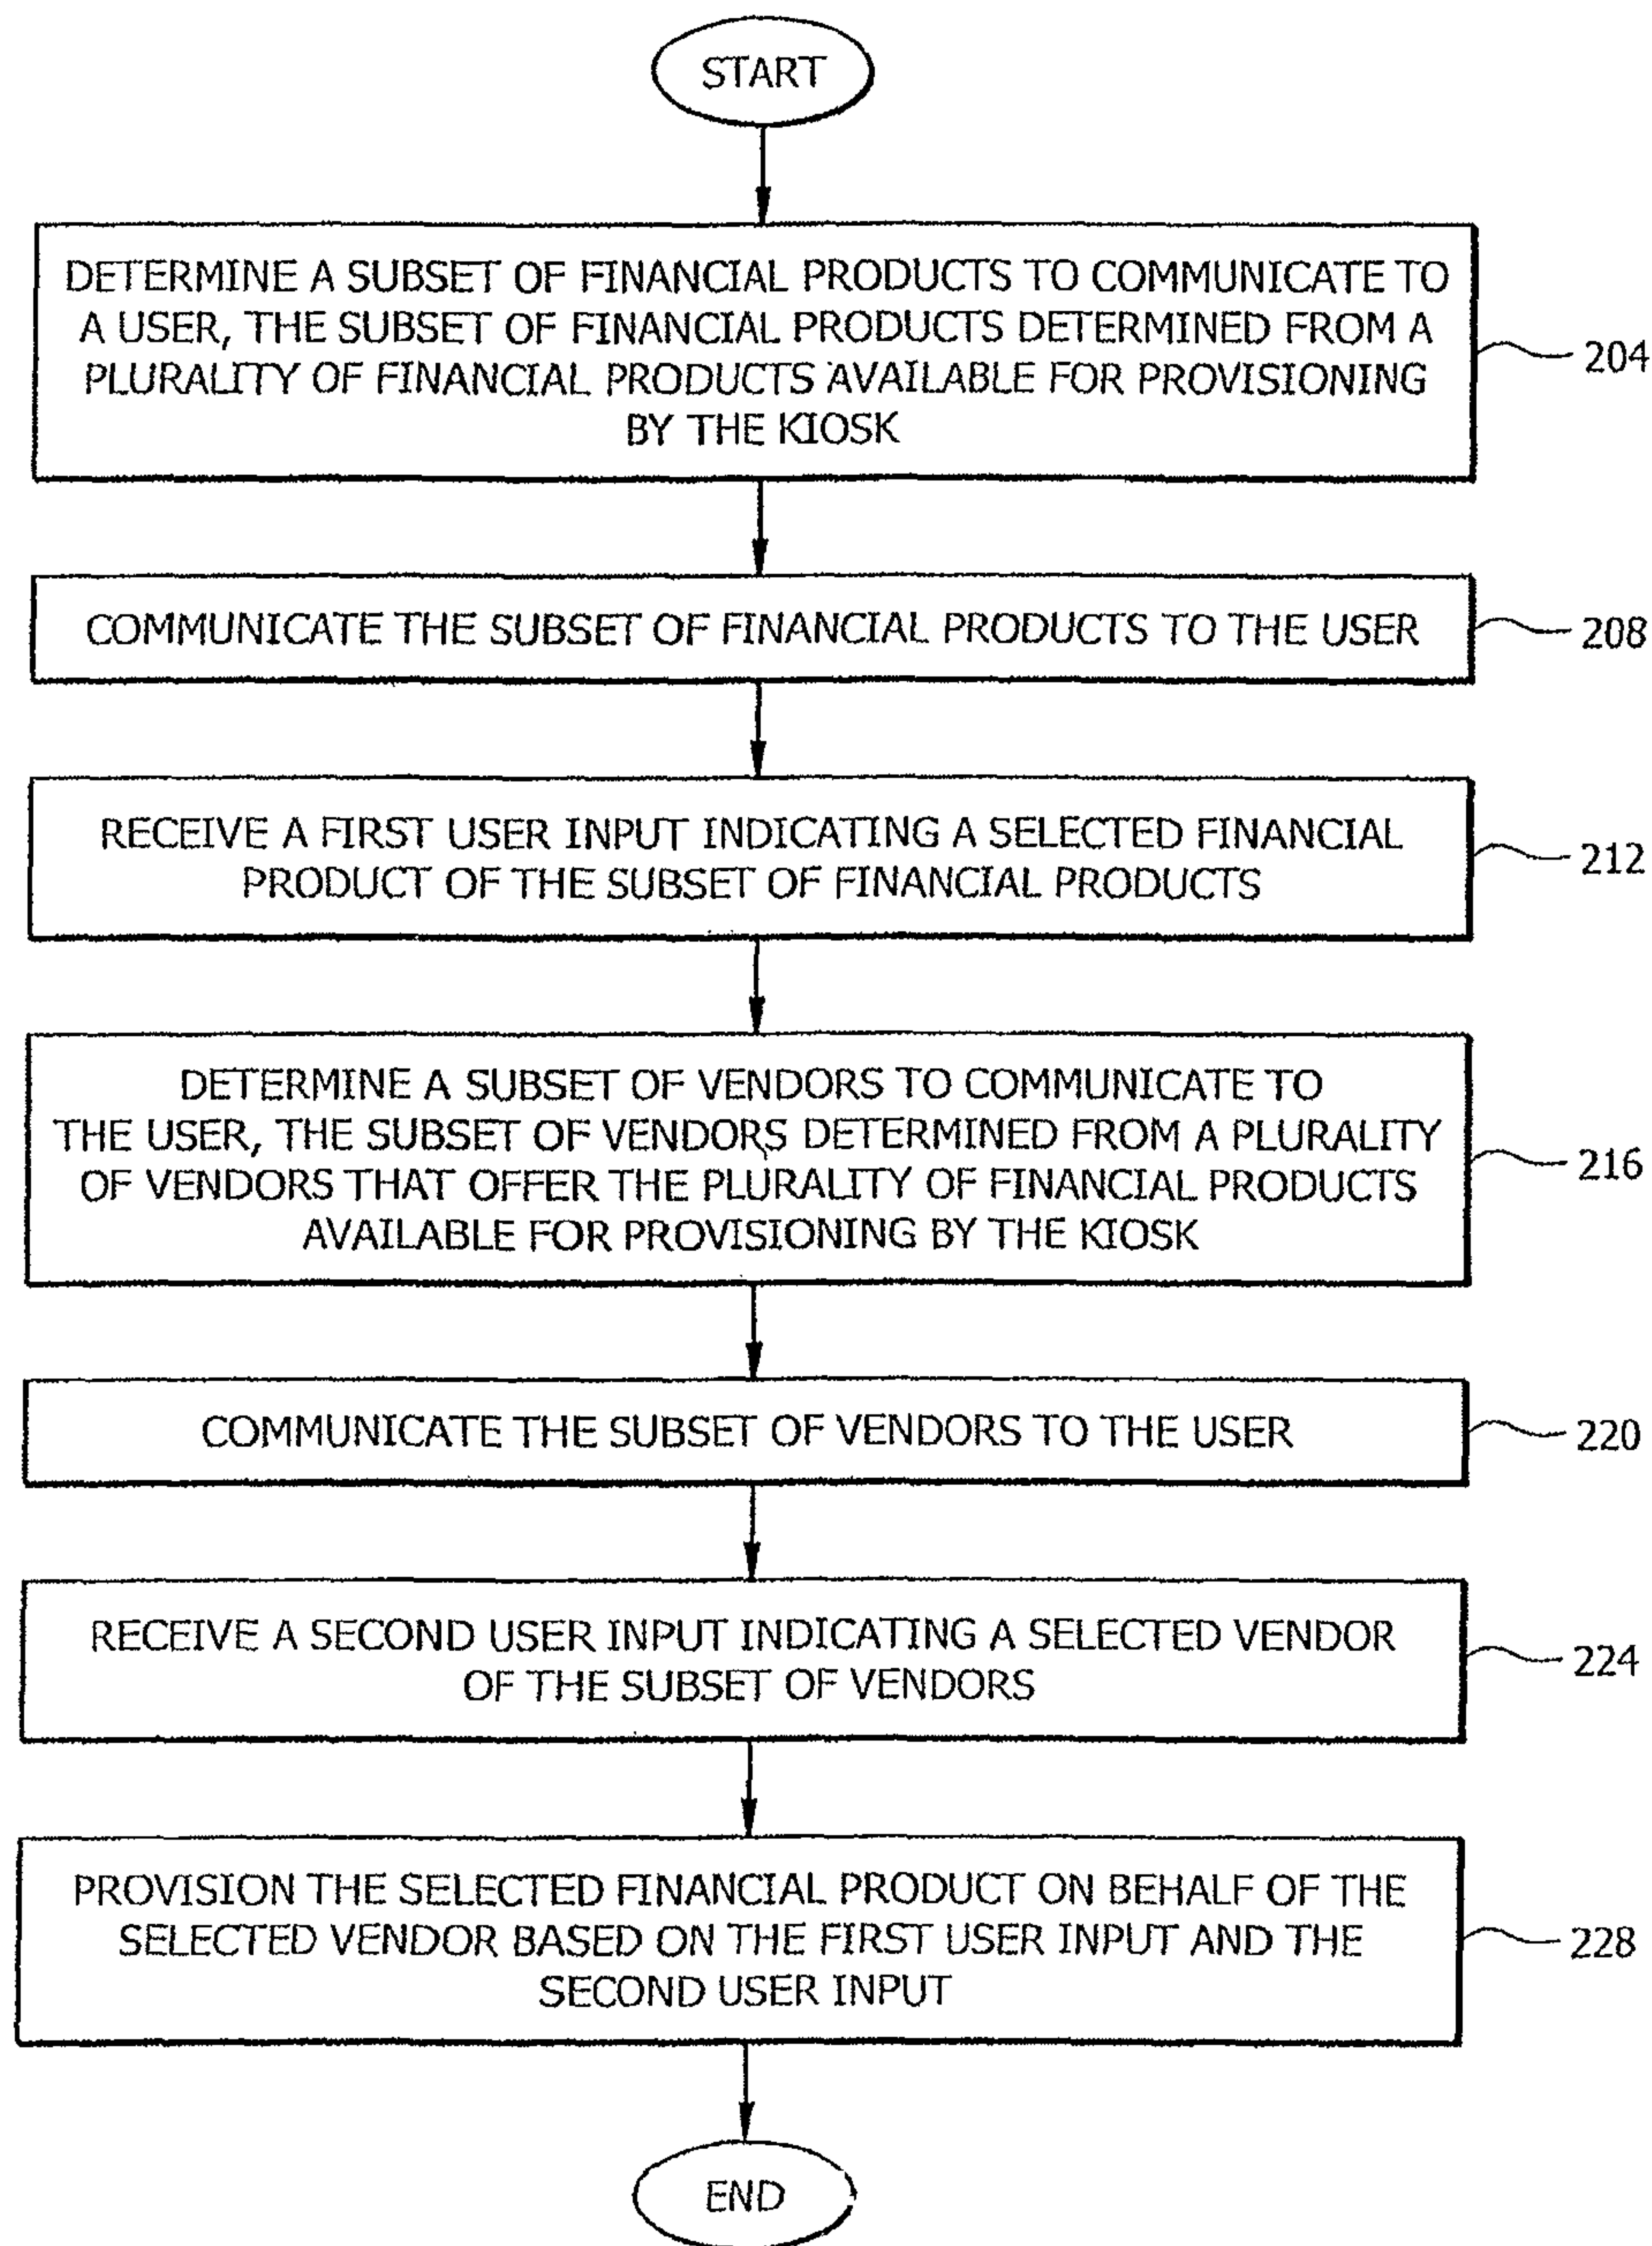 START
DETERMINE A SUBSET OF FINANCIAL PRODUCTS TO COMMUNICATE TO
A USER, THE SUBSET OF FINANCIAL PRODUCTS DETERMINED FROM A
PLURALITY OF FINANCIAL PRODUCTS AVAILABLE FOR PROVISIONING
BY THE KIOSK
204
COMMUNICATE THE SUBSET OF FINANCIAL PRODUCTS TO THE USER
208
RECEIVE A FIRST USER INPUT INDICATING A SELECTED FINANCIAL
PRODUCT OF THE SUBSET OF FINANCIAL PRODUCTS
212
DETERMINE A SUBSET OF VENDORS TO COMMUNICATE TO
THE USER, THE SUBSET OF VENDORS DETERMINED FROM A PLURALITY
OF VENDORS THAT OFFER THE PLURALITY OF FINANCIAL PRODUCTS
AVAILABLE FOR PROVISIONING BY THE KIOSK
216
COMMUNICATE THE SUBSET OF VENDORS TO THE USER
220
RECEIVE A SECOND USER INPUT INDICATING A SELECTED VENDOR
OF THE SUBSET OF VENDORS
224
PROVISION THE SELECTED FINANCIAL PRODUCT ON BEHALF OF THE
SELECTED VENDOR BASED ON THE FIRST USER INPUT AND THE
SECOND USER INPUT
228
END